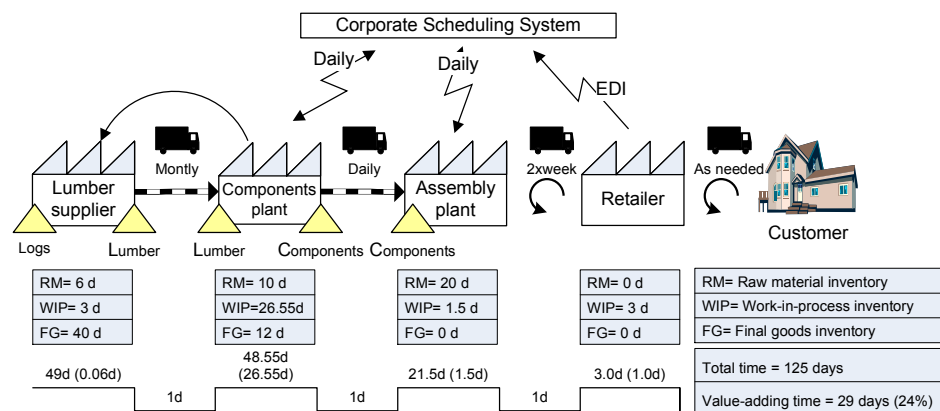 Corporate Scheduling System
Daily
Daily
EDI
Montly
Daily
2xweek
As needed
Lumber
supplier
Components
plant
Assembly
plant
Retailer
Customer
Logs
Lumber
Lumber
Components
Components
RM= 6 d
WIP= 3 d
FG= 40 d
RM= 10 d
WIP=26.55d
FG= 12 d
RM= 20 d
WIP= 1.5 d
FG= 0 d
RM= 0 d
WIP= 3 d
FG= 0 d
RM= Raw material inventory
WIP= Work-in-process inventory
FG= Final goods inventory
49d (0.06d)
1d
48.55d
(26.55d)
1d
21.5d (1.5d)
1d
3.0d (1.0d)
Total time = 125 days
Value-adding time = 29 days (24%)